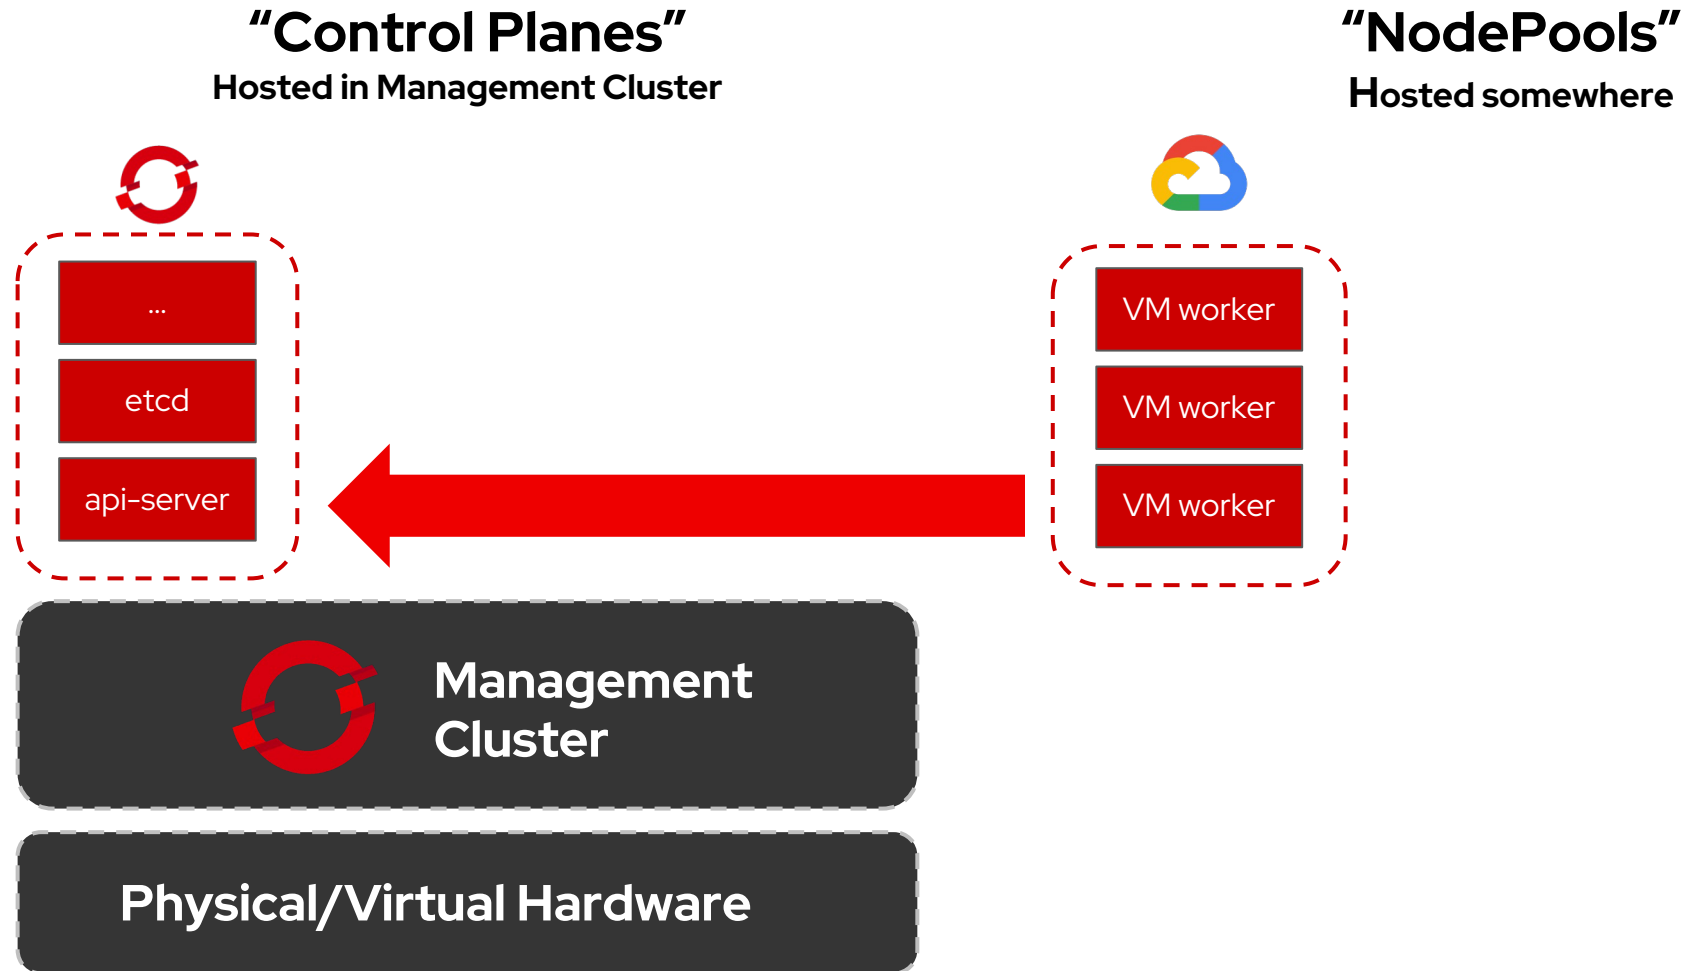 “Control Planes”
Hosted in Management Cluster
“NodePools”
Hosted somewhere
...
etcd
api-server
VM worker
VM worker
VM worker
Management
Cluster
Physical/Virtual Hardware